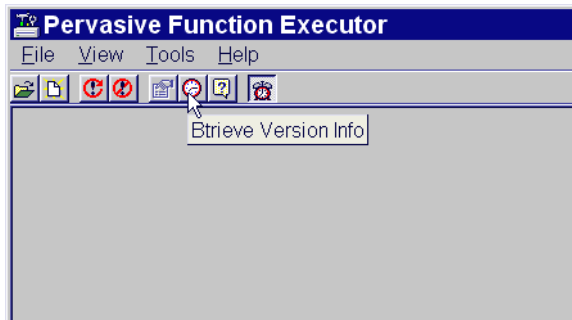 Pervasive Function Executor
File View Tools Help
Btrieve Version Info